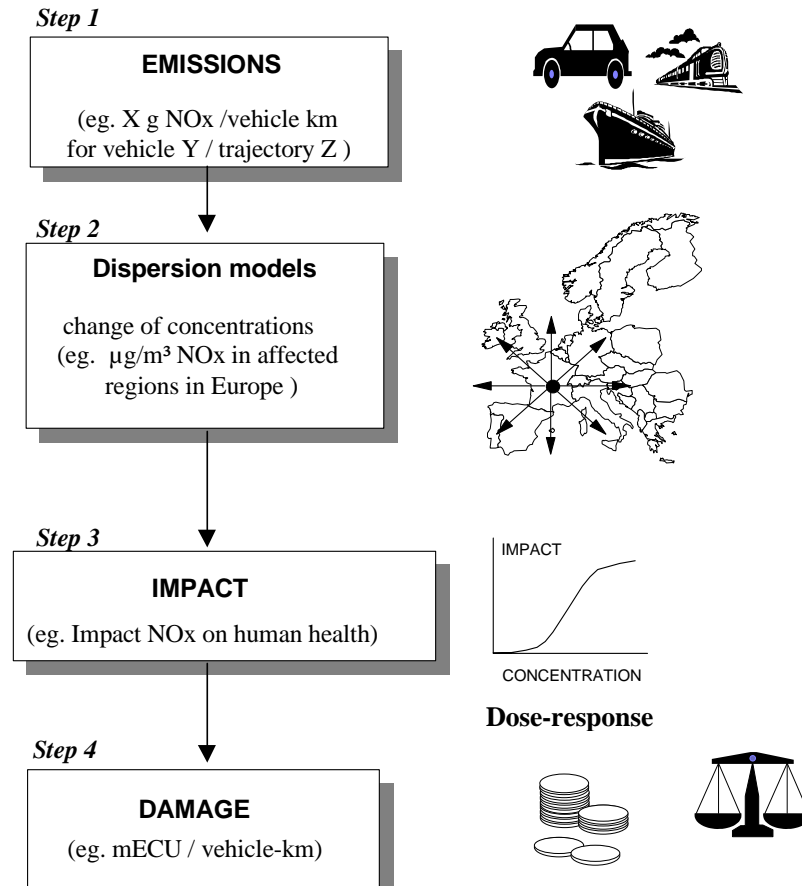 Step 1
EMISSIONS
(eg. X g NOx /vehicle km
for vehicle Y / trajectory Z )
Step 2
Dispersion models
change of concentrations
(eg. µg/m³ NOx in affected
regions in Europe )
Step 3
IMPACT
(eg. Impact NOx on human health)
IMPACT
CONCENTRATION
Dose-response
Step 4
DAMAGE
(eg. mECU / vehicle-km)